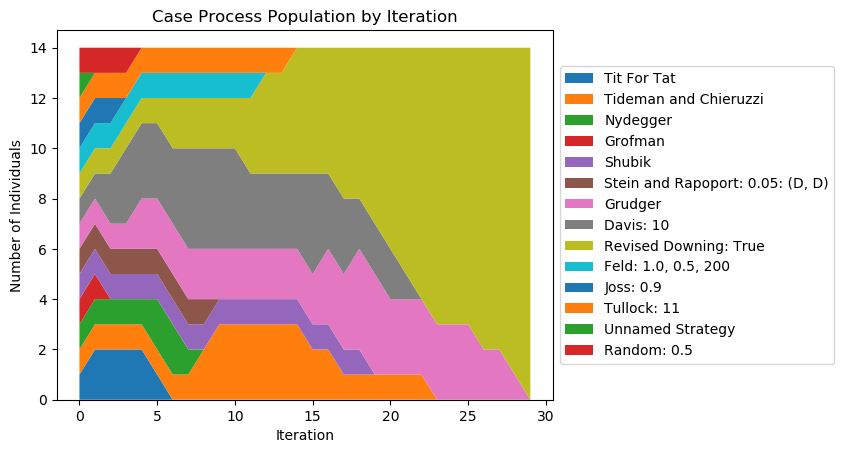 Case Process Population by Iteration
Number of Individuals
14
12
10
8
6
4
2
0
0 5 10 15 20 25 30
Iteration
Tit For Tat
Tideman and Chieruzzi
Nydegger
Grofman
Shubik
Stein and Rapoport: 0.05: (D, D)
Grudger
Davis: 10
Revised Downing: True
Feld: 1.0, 0.5, 200
Joss: 0.9
Tullock: 11
Unnamed Strategy
Random: 0.5